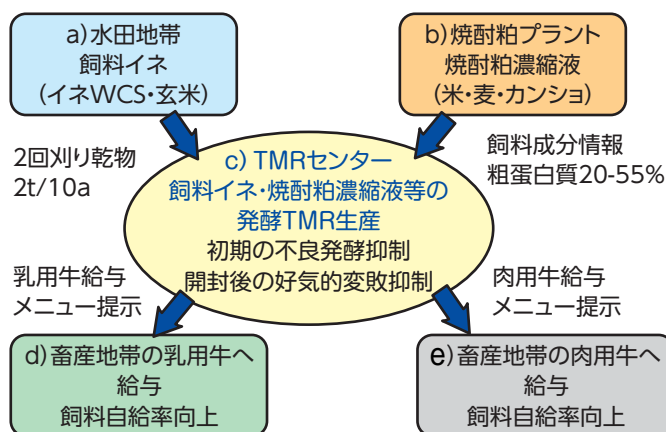 a)水田地帯
飼料イネ
(イネWCS・玄米)
b)焼酎粕プラント
焼酎粕濃縮液
(米・麦・カンショ)
2回刈り乾物
2t/10a
飼料成分情報
粗蛋白質20-55%
c) TMRセンター
飼料イネ・焼酎粕濃縮液等の
発酵TMR生産
初期の不良発酵抑制
開封後の好気的変敗抑制
乳用牛給与
メニュー提示
肉用牛給与
メニュー提示
d)畜産地帯の乳用牛へ
給与
飼料自給率向上
e)畜産地帯の肉用牛へ
給与
飼料自給率向上